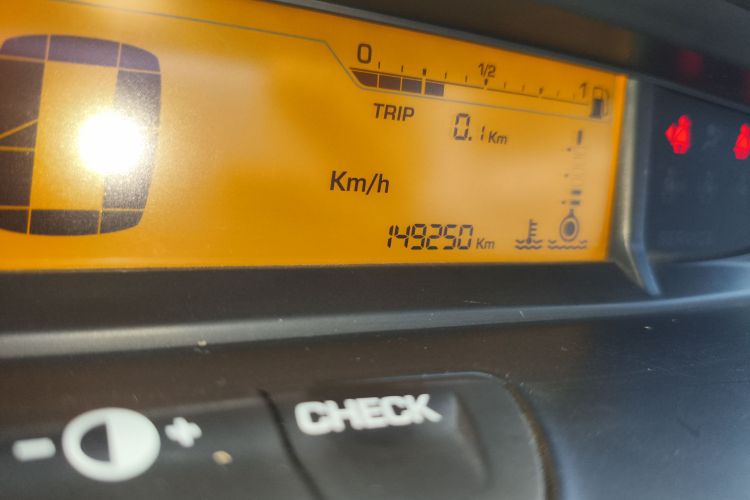 0 1/2 1
TRIP 0.1 Km
Km/h
149250 Km
- +
CHECK